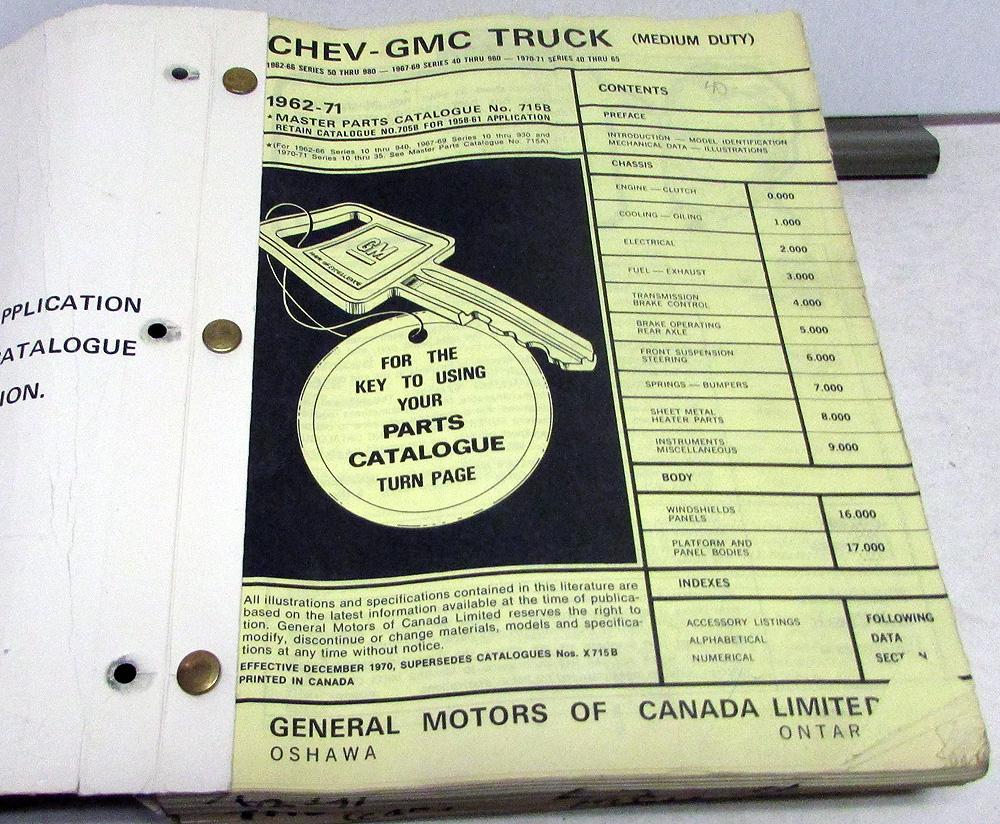 PPLICATION
ATALOGUE
ION.
CHEV-GMC TRUCK (MEDIUM DUTY)
1962-66 SERIES 50 THRU 980 — 1967-69 SERIES 40 THRU 980 — 1970-71 SERIES 40 THRU 65
1962-71
*MASTER PARTS CATALOGUE No. 715B
RETAIN CATALOGUE NO.705B FOR 1958-61 APPLICATION
*(For 1962-66 Series 10 thru 940, 1967-69 Series 10 thru 930 and
1970-71 Series 10 thru 35. See Master Parts Catalogue No. 715A)
GM
FOR THE
KEY TO USING
YOUR
PARTS
CATALOGUE
TURN PAGE
All illustrations and specifications contained in this literature are
based on the latest information available at the time of publica-
tion. General Motors of Canada Limited reserves the right to
modify, discontinue or change materials, models and specifica-
tions at any time without notice.
EFFECTIVE DECEMBER 1970, SUPERSEDES CATALOGUES Nos. X715B
PRINTED IN CANADA
CONTENTS
PREFACE
INTRODUCTION — MODEL IDENTIFICATION
MECHANICAL DATA — ILLUSTRATIONS
CHASSIS
ENGINE — CLUTCH 0.000
COOLING — OILING 1.000
ELECTRICAL 2.000
FUEL — EXHAUST 3.000
TRANSMISSION
BRAKE CONTROL 4.000
BRAKE OPERATING
REAR AXLE 5.000
FRONT SUSPENSION
STEERING 6.000
SPRINGS — BUMPERS 7.000
SHEET METAL
HEATER PARTS 8.000
INSTRUMENTS
MISCELLANEOUS 9.000
BODY
WINDSHIELDS
PANELS 16.000
PLATFORM AND
PANEL BODIES 17.000
INDEXES
ACCESSORY LISTINGS FOLLOWING
ALPHABETICAL DATA
NUMERICAL SECT N
GENERAL MOTORS OF CANADA LIMITED
OSHAWA ONTAR